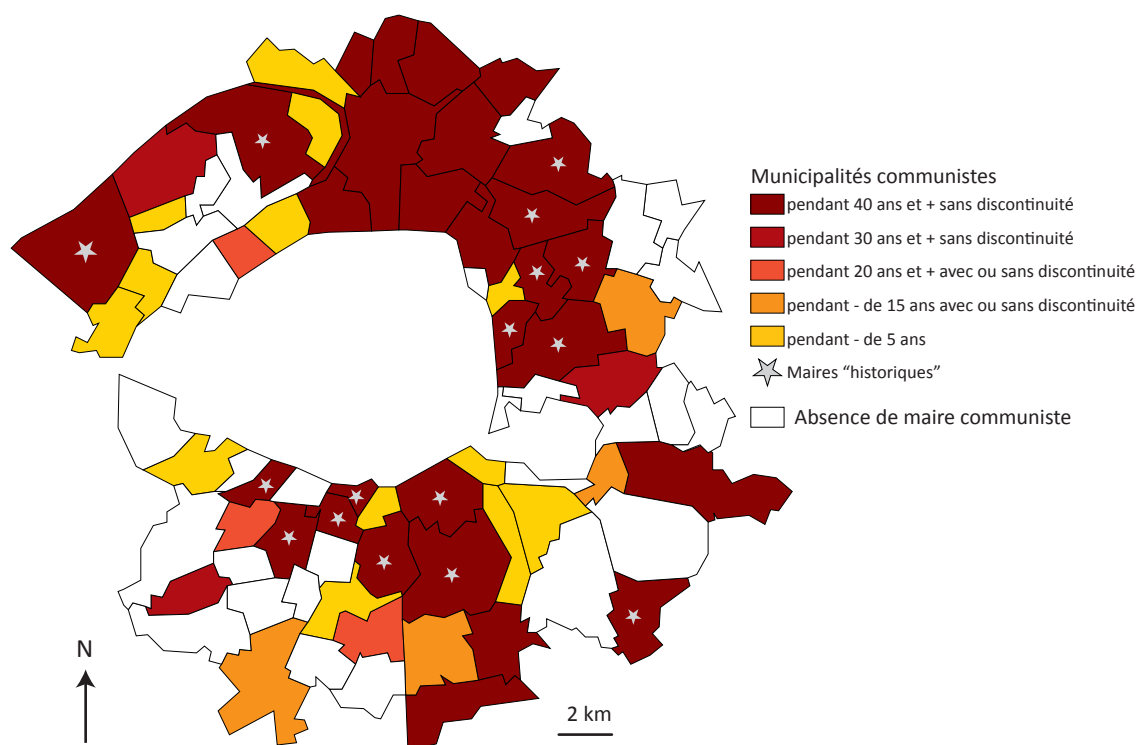 Municipalités communistes
pendant 40 ans et + sans discontinuité
pendant 30 ans et + sans discontinuité
pendant 20 ans et + avec ou sans discontinuité
pendant - de 15 ans avec ou sans discontinuité
pendant - de 5 ans
Maires “historiques”
Absence de maire communiste
N
2 km